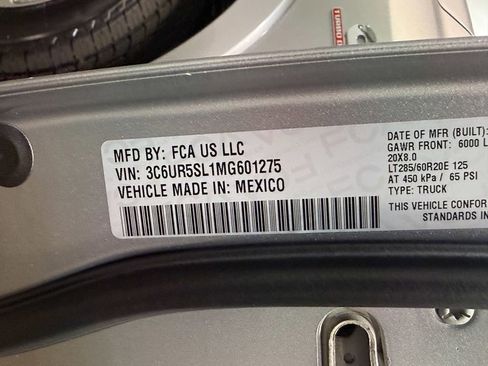 TURBO D
MFD BY: FCA US LLC
VIN: 3C6UR5SL1MG601275
VEHICLE MADE IN: MEXICO
DATE OF MFR (BUILT):
GAWR FRONT: 6000 L
20X8.0
LT285/60R20E 125
AT 450 kPa / 65 PSI
TYPE: TRUCK
THIS VEHICLE CONFOR
STANDARDS IN